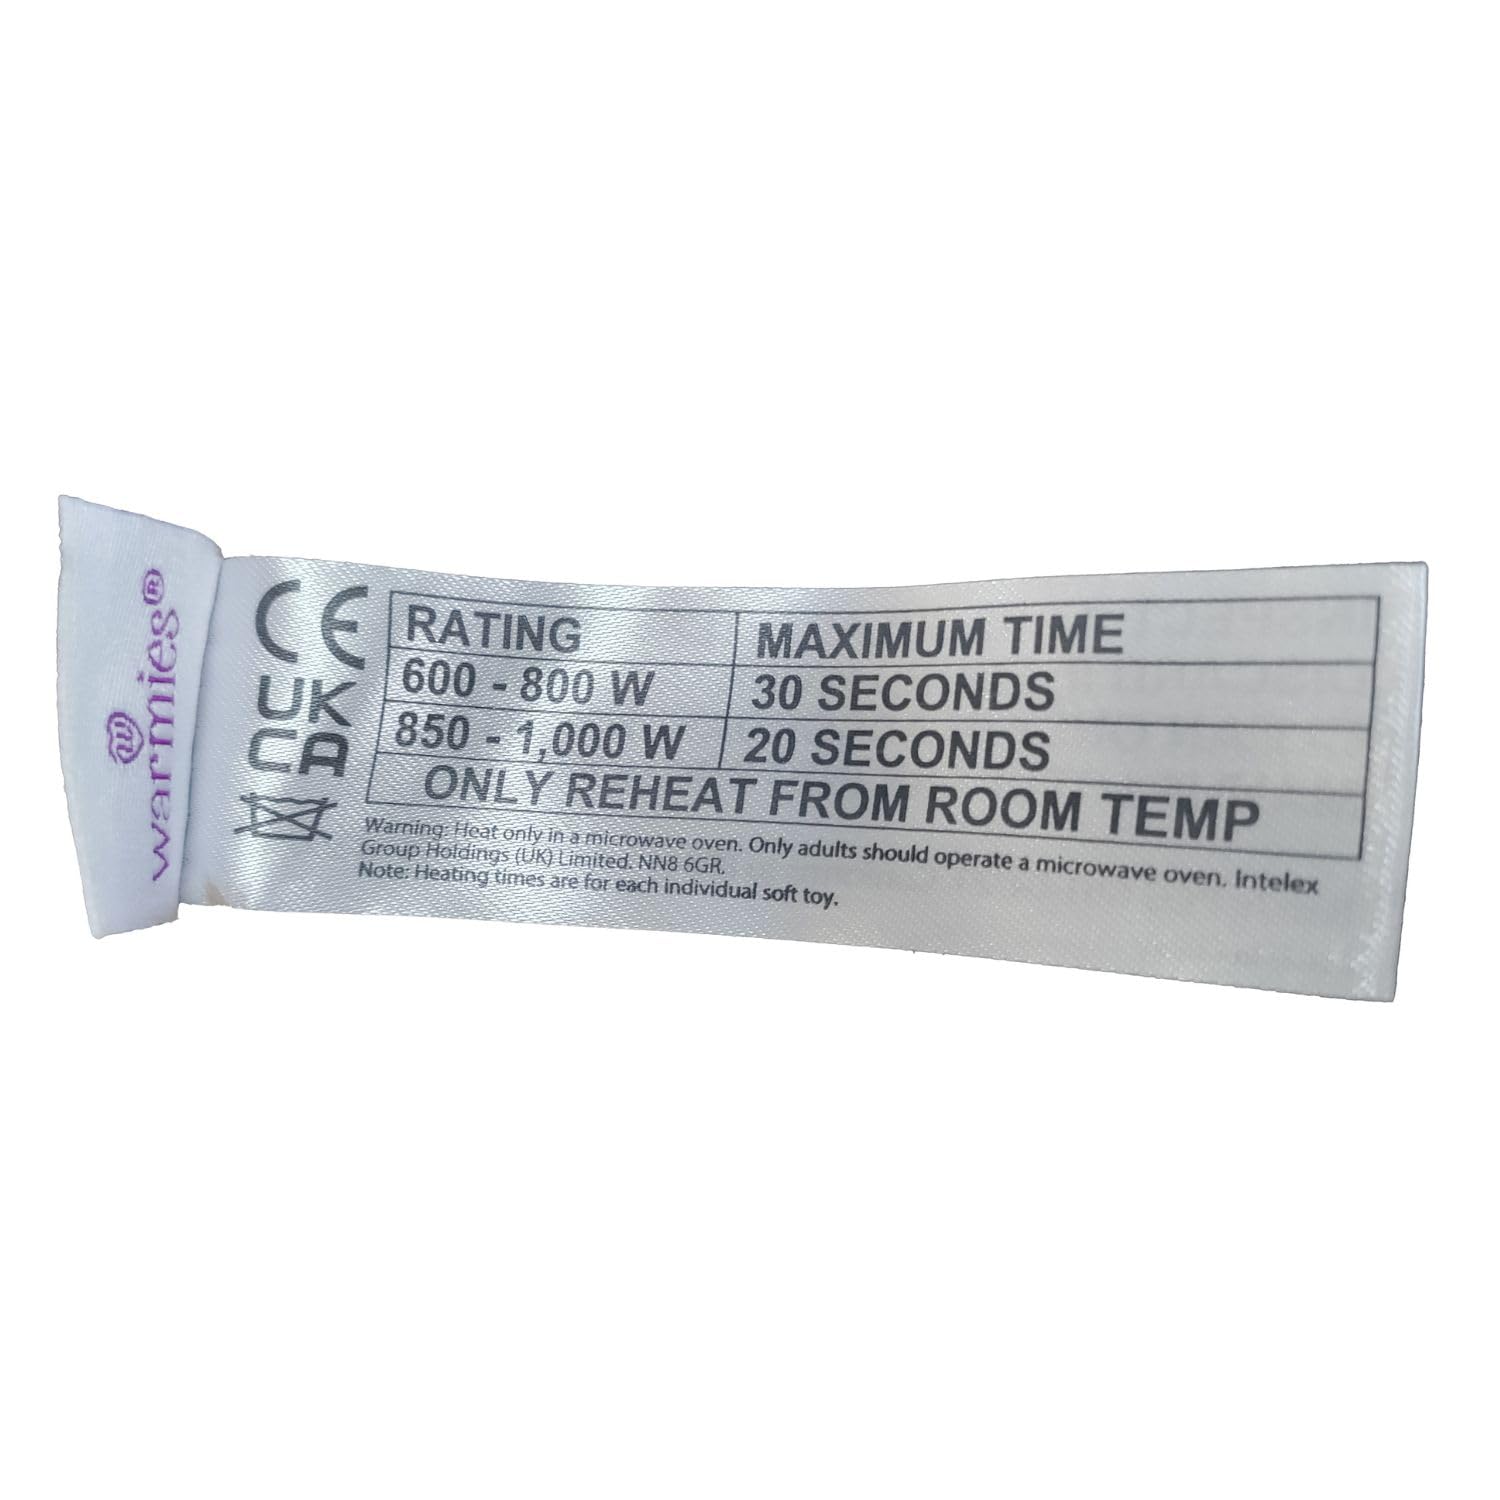 warmies®
CE
UK
CA
RATING MAXIMUM TIME
600 - 800 W 30 SECONDS
850 - 1,000 W 20 SECONDS
ONLY REHEAT FROM ROOM TEMP
Warning: Heat only in a microwave oven. Only adults should operate a microwave oven. Intelex
Group Holdings (UK) Limited. NN8 6GR.
Note: Heating times are for each individual soft toy.